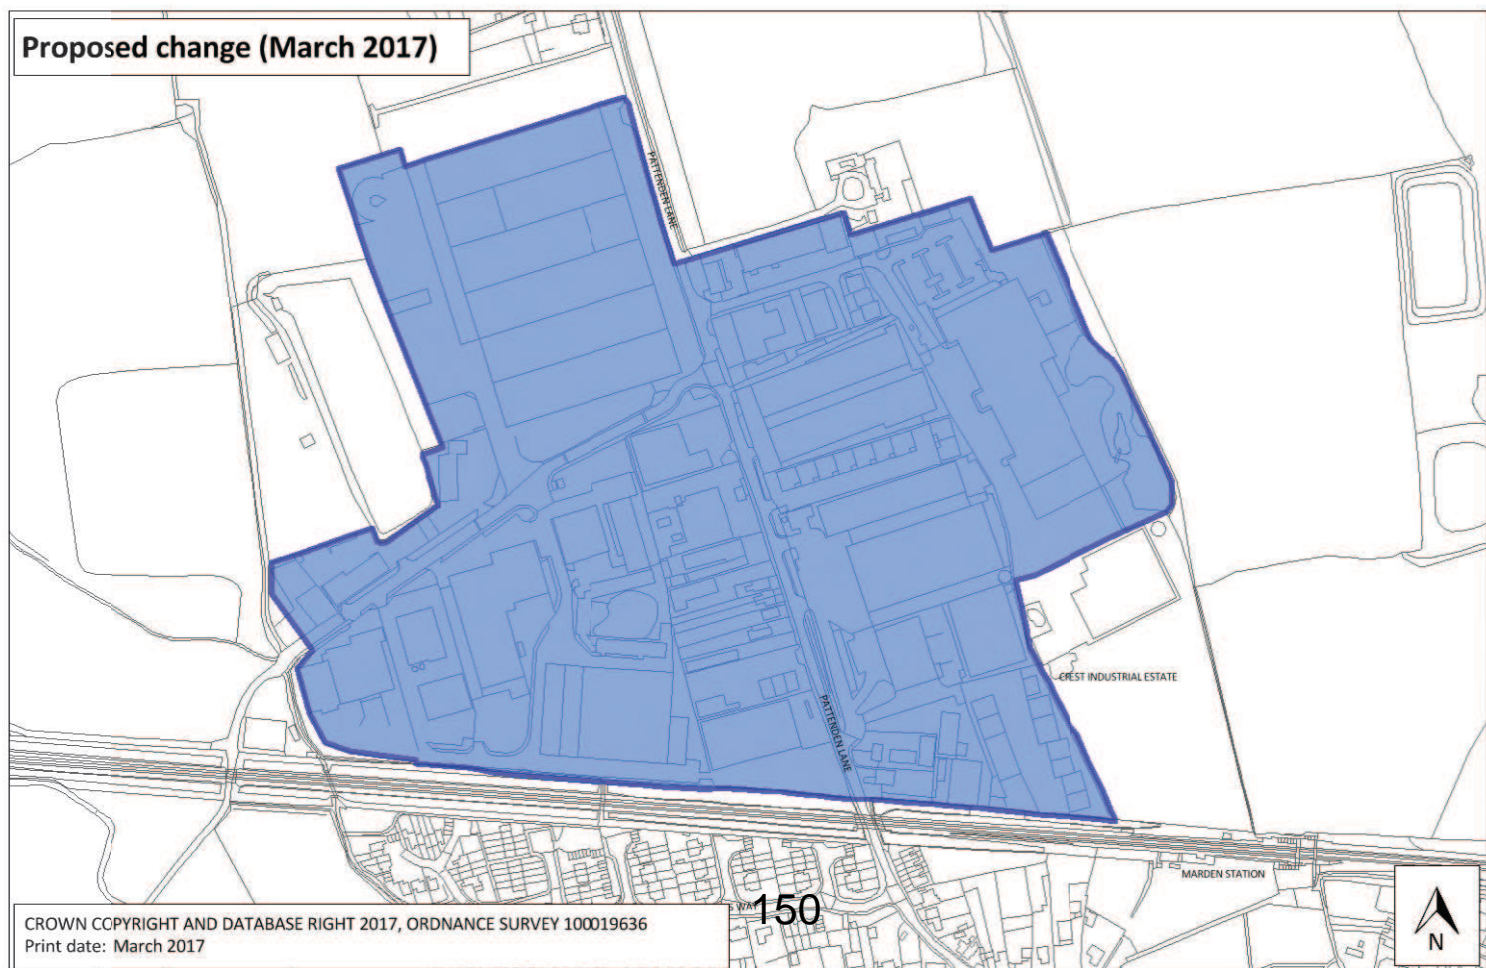 Proposed change (March 2017)
PATTENDEN LANE
CREST INDUSTRIAL ESTATE
PATTENDEN LANE
MARDEN STATION
WAY
150
CROWN COPYRIGHT AND DATABASE RIGHT 2017, ORDNANCE SURVEY 100019636
Print date: March 2017
N